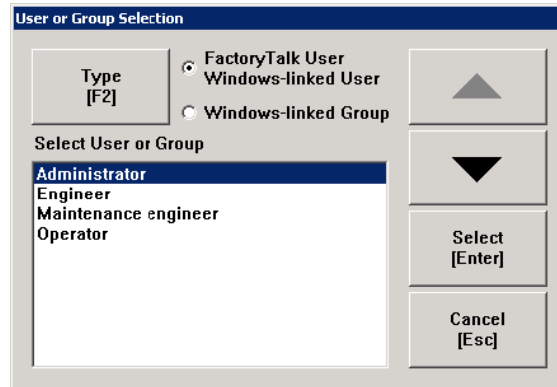 User or Group Selection
Type
[F2]
FactoryTalk User
Windows-linked User
Windows-linked Group
Select User or Group
Administrator
Engineer
Maintenance engineer
Operator
Select
[Enter]
Cancel
[Esc]